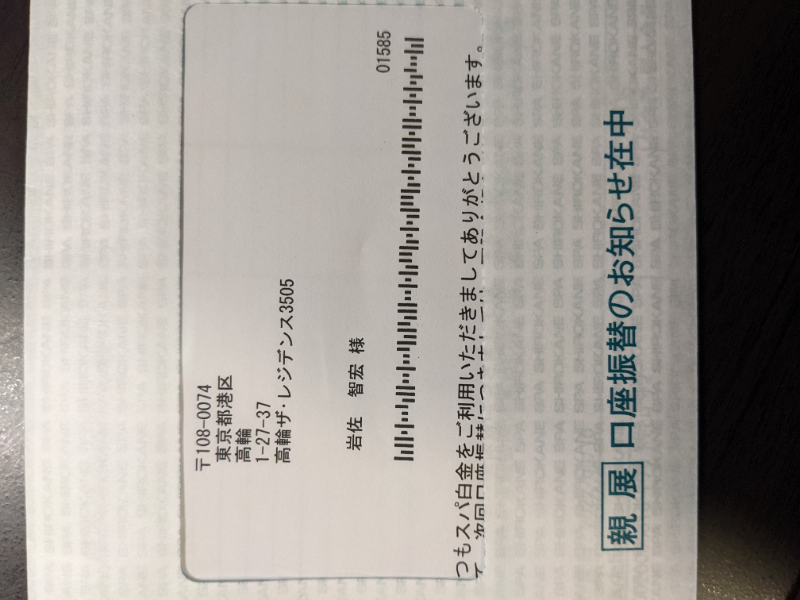 〒108-0074
東京都港区
高輪
1-27-37
高輪ザ・レジデンス3505
岩佐　智宏 様
01585
つもスパ白金をご利用いただきましてありがとうございます。
親展 口座振替のお知らせ在中
SPA SHIROKANE